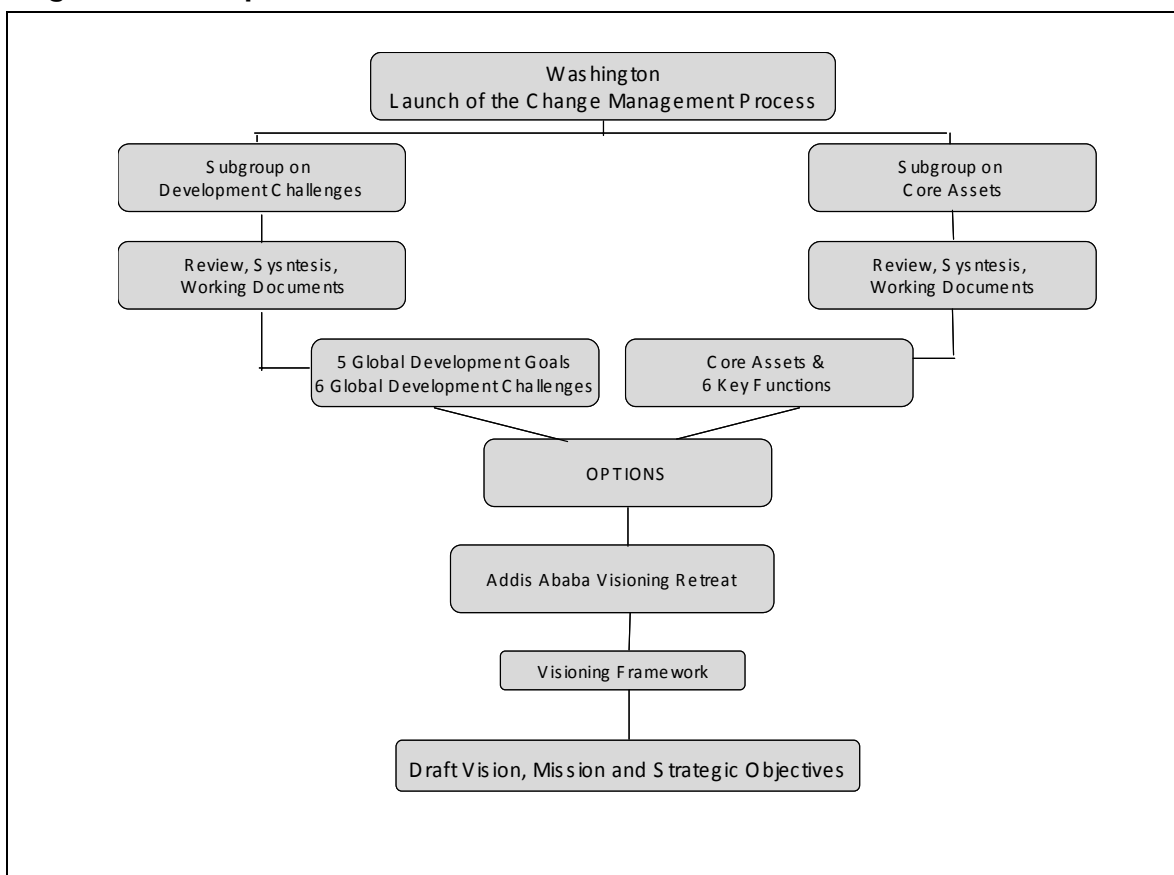 Washington
Launch of the Change Management Process
Subgroup on
Development Challenges
Subgroup on
Core Assets
Review, Sysntesis,
Working Documents
Review, Sysntesis,
Working Documents
5 Global Development Goals
6 Global Development Challenges
Core Assets &
6 Key Functions
OPTIONS
Addis Ababa Visioning Retreat
Visioning Framework
Draft Vision, Mission and Strategic Objectives